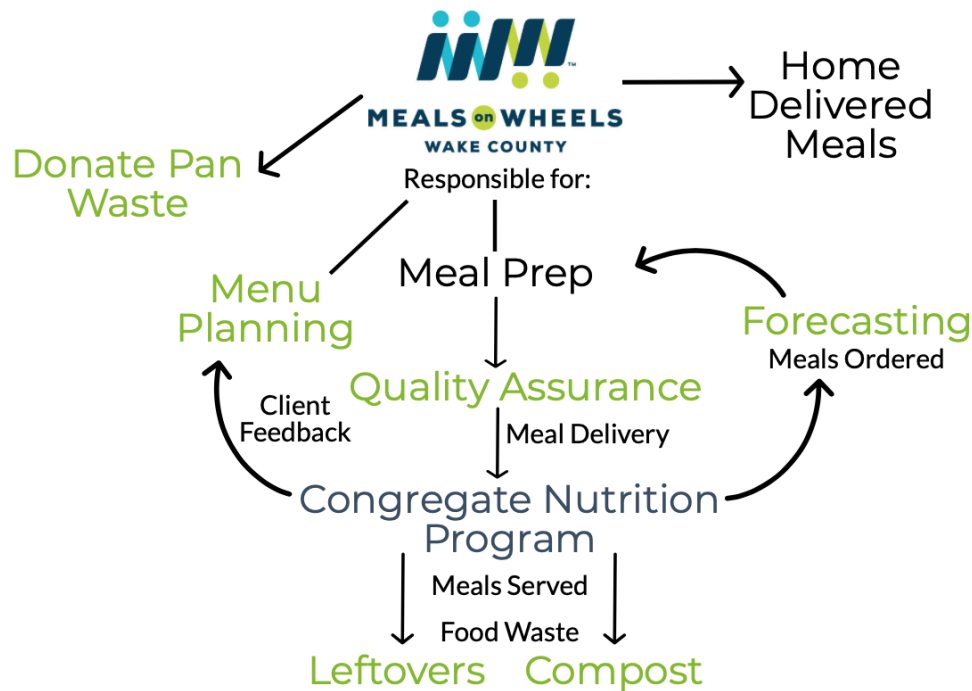 MEALS on WHEELS
WAKE COUNTY
™
Home
Delivered
Meals
Donate Pan
Waste
Responsible for:
Meal Prep
Menu
Planning
Forecasting
Meals Ordered
Quality Assurance
Client
Feedback
Meal Delivery
Congregate Nutrition
Program
Meals Served
Food Waste
Leftovers
Compost